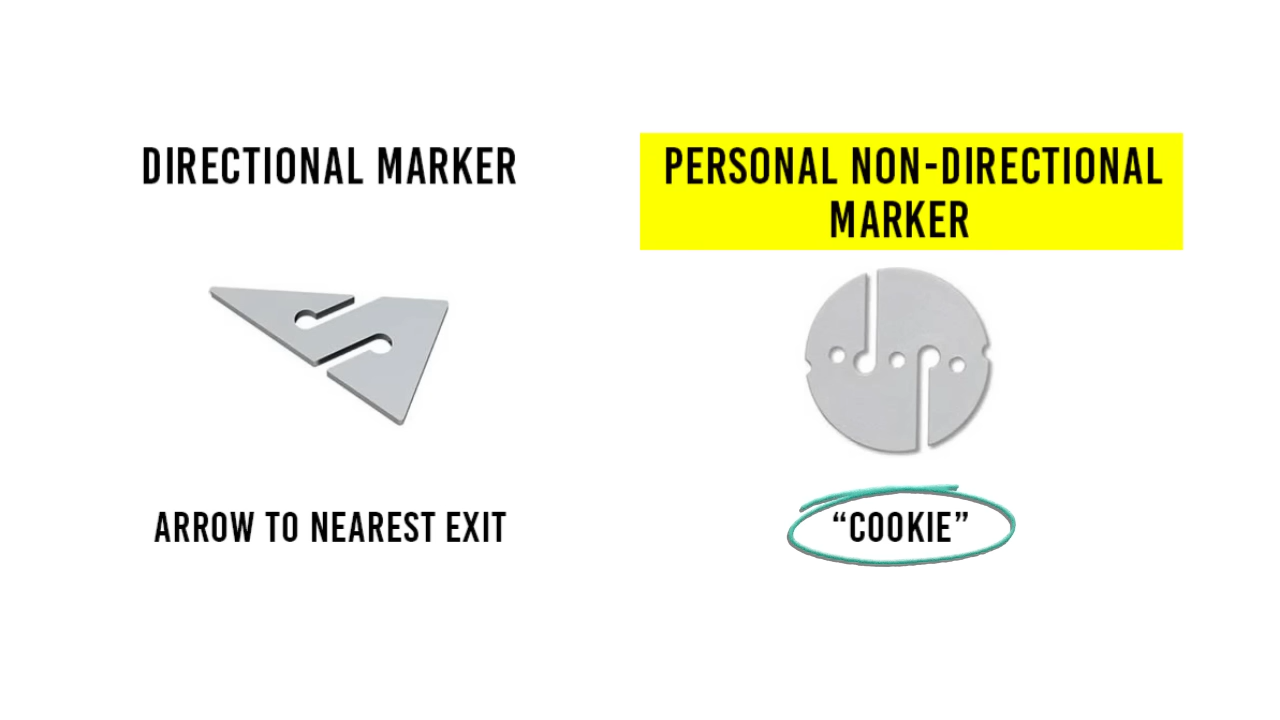 DIRECTIONAL MARKER
PERSONAL NON-DIRECTIONAL
MARKER
ARROW TO NEAREST EXIT
“COOKIE”